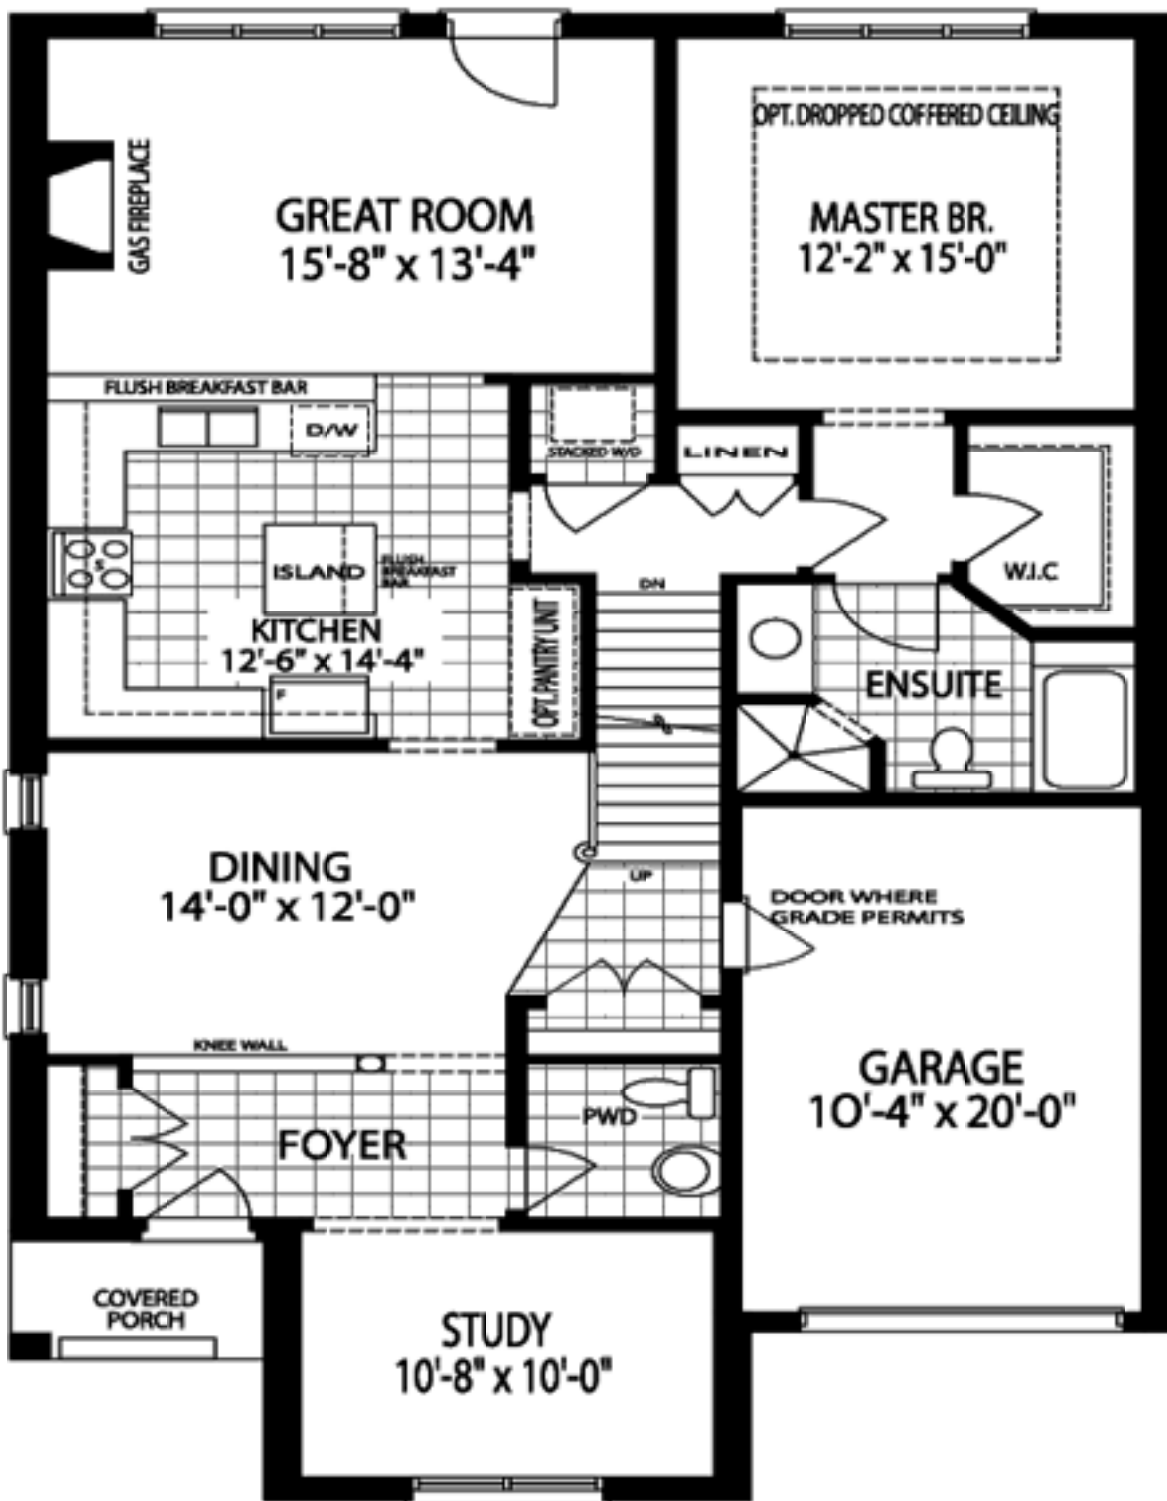 OPT. DROPPED COFFERED CEILING
GAS FIREPLACE
GREAT ROOM
15'-8" x 13'-4"
MASTER BR.
12'-2" x 15'-0"
FLUSH BREAKFAST BAR
D/W
STACKED W/D
LINEN
S
ISLAND
FLUSH
BREAKFAST
BAR
DN
W.I.C
KITCHEN
12'-6" x 14'-4"
OPT.PANTRY UNIT
F
ENSUITE
DINING
14'-0" x 12'-0"
UP
DOOR WHERE
GRADE PERMITS
KNEE WALL
GARAGE
10'-4" x 20'-0"
PWD
FOYER
COVERED
PORCH
STUDY
10'-8" x 10'-0"